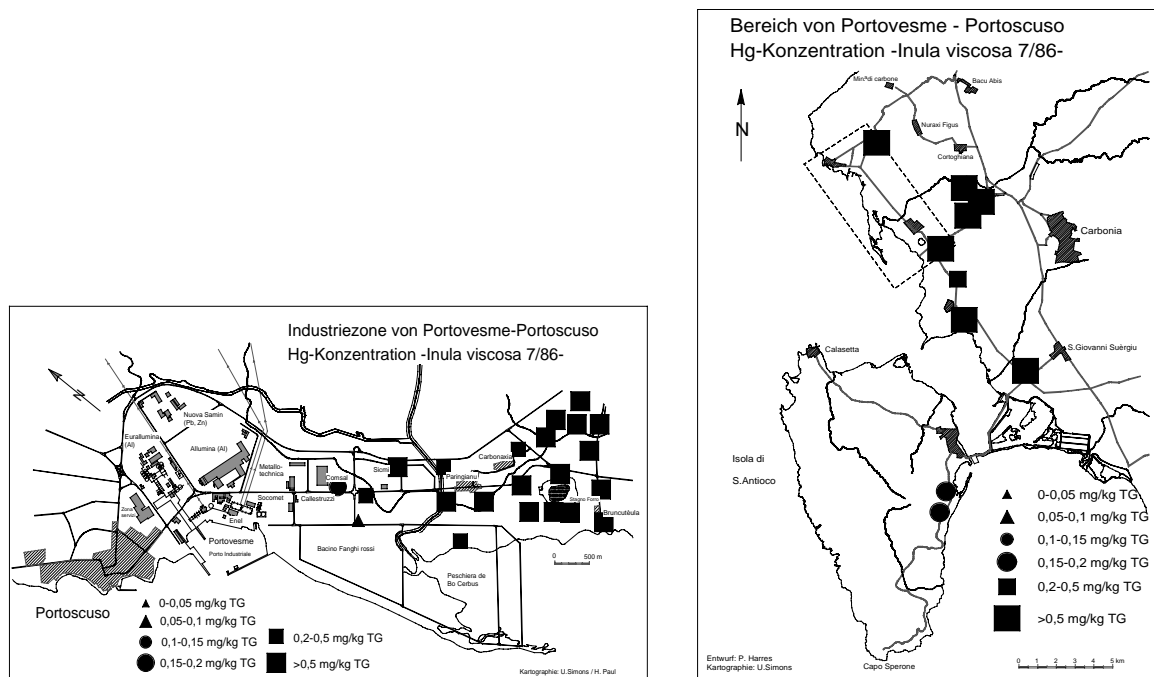 Industriezone von Portovesme-Portoscuso
Hg-Konzentration -Inula viscosa 7/86-
N
Nuova Samin
(Pb, Zn)
Eurallumina
(Al)
Allumina (Al)
Metallo-
technica
Comsal
Sicmi
Carbonaxia
Paringianu
Socomet
Callestruzzi
Zona
servizi
Enel
Stagno Forru
Bruncutèula
Portovesme
Porto Industriale
Bacino Fanghi rossi
Peschiera de
Bo Cerbus
0 500 m
Portoscuso
0-0,05 mg/kg TG
0,05-0,1 mg/kg TG
0,1-0,15 mg/kg TG
0,15-0,2 mg/kg TG
0,2-0,5 mg/kg TG
>0,5 mg/kg TG
Kartographie: U.Simons / H. Paul
Bereich von Portovesme - Portoscuso
Hg-Konzentration -Inula viscosa 7/86-
N
Min.ª di carbone
Bacu Abis
Nuraxi Figus
Cortoghiana
Carbonia
Calasetta
S.Giovanni Suèrgiu
Isola di
S.Antioco
0-0,05 mg/kg TG
0,05-0,1 mg/kg TG
0,1-0,15 mg/kg TG
0,15-0,2 mg/kg TG
0,2-0,5 mg/kg TG
>0,5 mg/kg TG
Entwurf: P. Harres
Kartographie: U.Simons
Capo Sperone
0 1 2 3 4 5 km